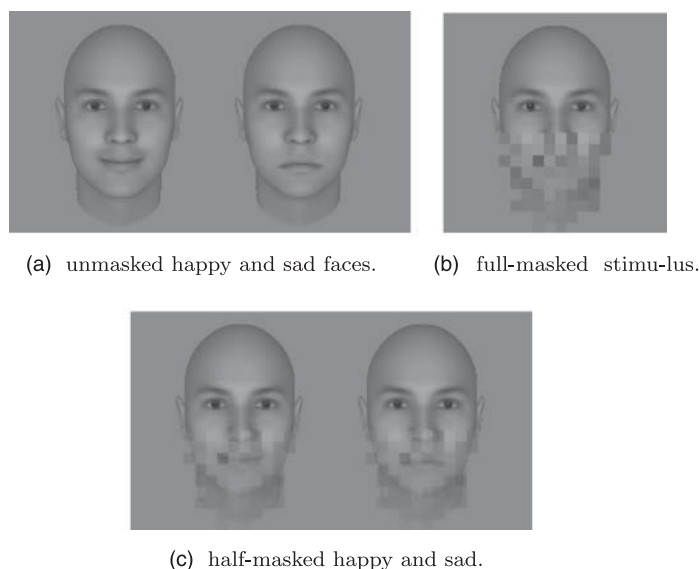 (a) unmasked happy and sad faces.
(b) full-masked stimu-lus.
(c) half-masked happy and sad.